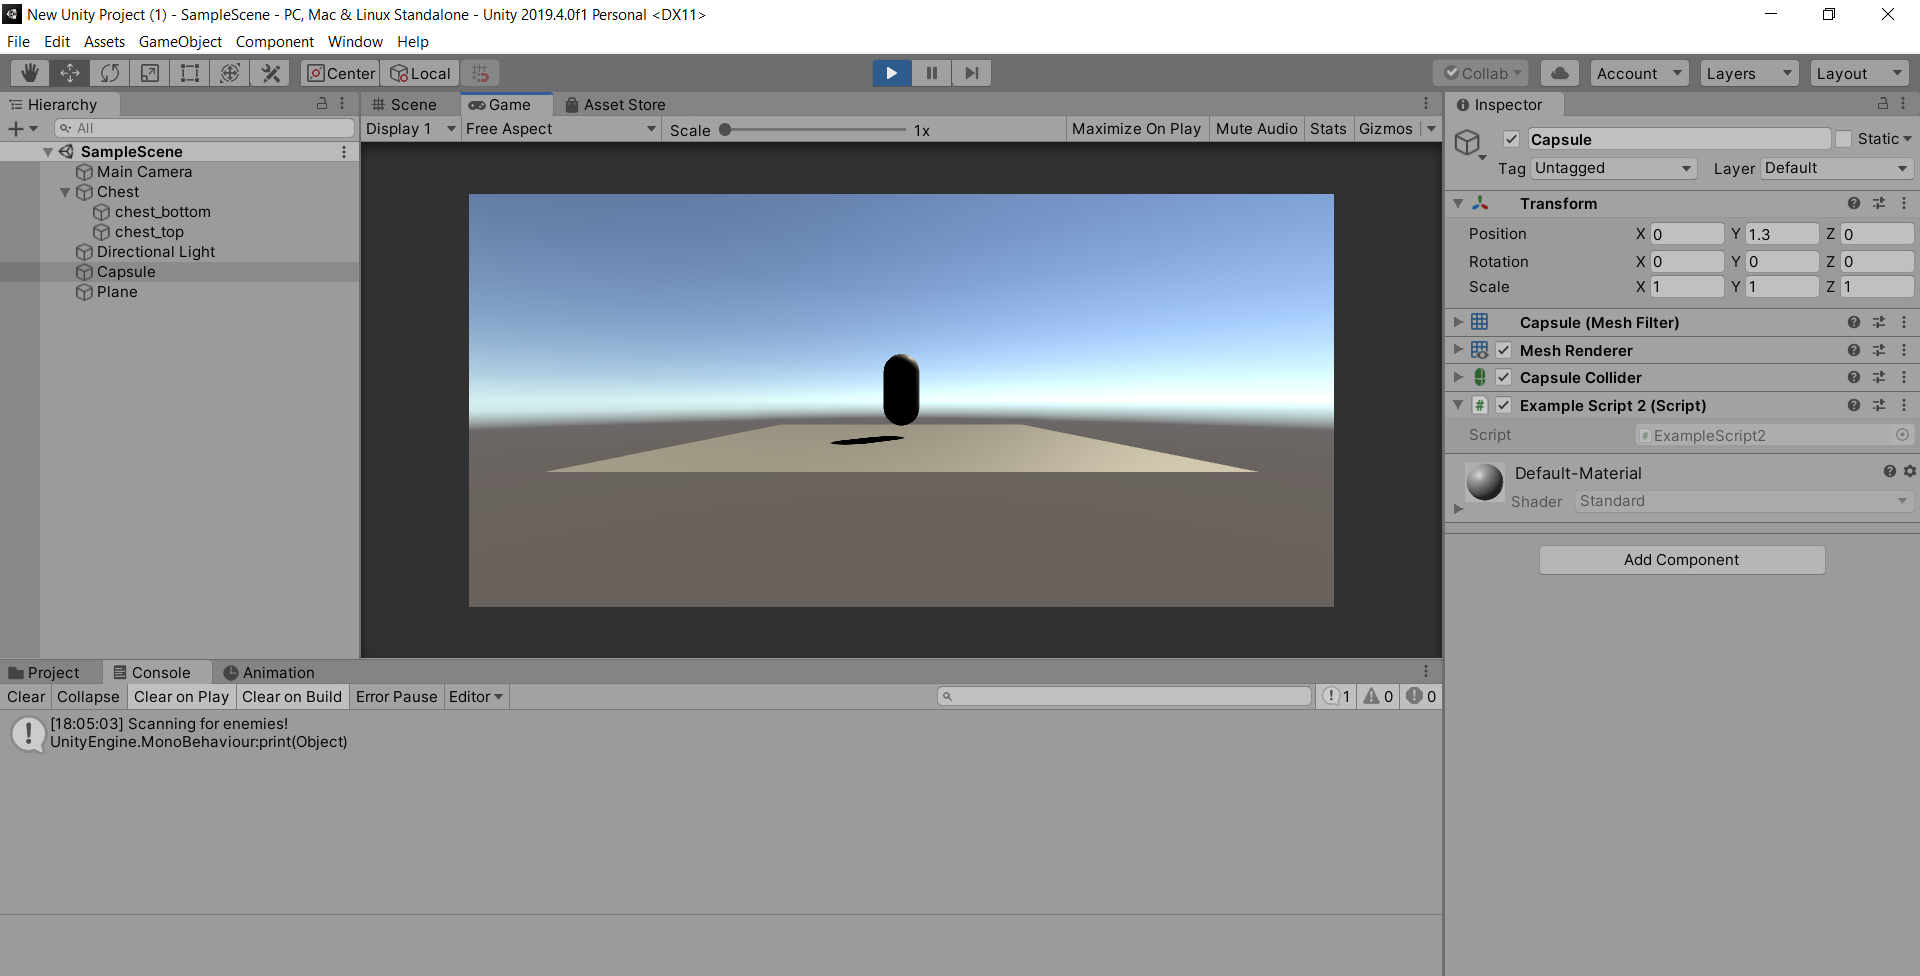 New Unity Project (1) - SampleScene - PC, Mac & Linux Standalone - Unity 2019.4.0f1 Personal <DX11>
File Edit Assets GameObject Component Window Help
Center Local Collab Account Layers Layout
Hierarchy
All
SampleScene
Main Camera
Chest
chest_bottom
chest_top
Directional Light
Capsule
Plane
Scene Game Asset Store
Display 1 Free Aspect Scale 1x Maximize On Play Mute Audio Stats Gizmos
Inspector
Capsule Static
Tag Untagged Layer Default
Transform
Position X 0 Y 1.3 Z 0
Rotation X 0 Y 0 Z 0
Scale X 1 Y 1 Z 1
Capsule (Mesh Filter)
Mesh Renderer
Capsule Collider
# Example Script 2 (Script)
Script # ExampleScript2
Default-Material
Shader Standard
Add Component
Project Console Animation
Clear Collapse Clear on Play Clear on Build Error Pause Editor 1 0 0
[18:05:03] Scanning for enemies!
UnityEngine.MonoBehaviour:print(Object)